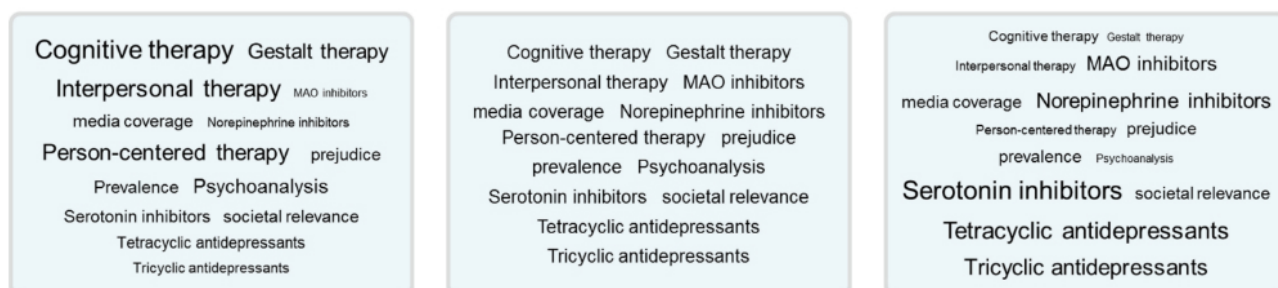 Cognitive therapy Gestalt therapy
Interpersonal therapy MAO inhibitors
media coverage Norepinephrine inhibitors
Person-centered therapy prejudice
Prevalence Psychoanalysis
Serotonin inhibitors societal relevance
Tetracyclic antidepressants
Tricyclic antidepressants
Cognitive therapy Gestalt therapy
Interpersonal therapy MAO inhibitors
media coverage Norepinephrine inhibitors
Person-centered therapy prejudice
prevalence Psychoanalysis
Serotonin inhibitors societal relevance
Tetracyclic antidepressants
Tricyclic antidepressants
Cognitive therapy Gestalt therapy
Interpersonal therapy MAO inhibitors
media coverage Norepinephrine inhibitors
Person-centered therapy prejudice
prevalence Psychoanalysis
Serotonin inhibitors societal relevance
Tetracyclic antidepressants
Tricyclic antidepressants